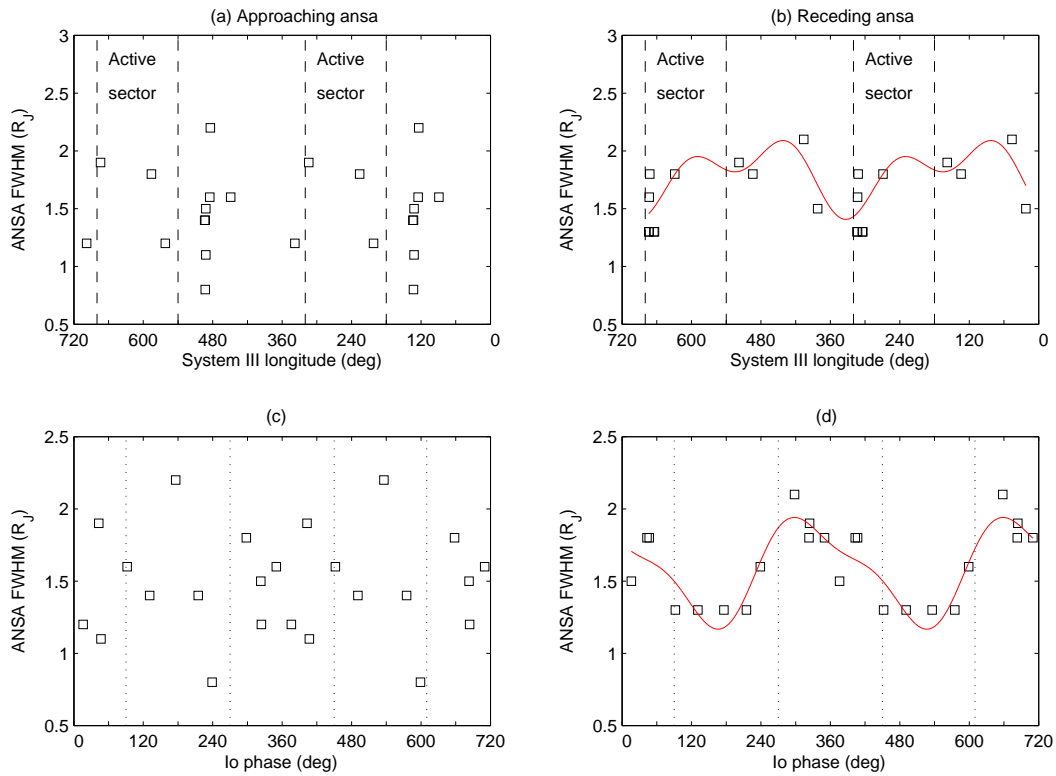 (a) Approaching ansa
3
2.5
2
1.5
1
0.5
ANSA FWHM (R_J)
Active
sector
Active
sector
720 600 480 360 240 120 0
System III longitude (deg)
(b) Receding ansa
3
2.5
2
1.5
1
0.5
ANSA FWHM (R_J)
Active
sector
Active
sector
720 600 480 360 240 120 0
System III longitude (deg)
(c)
2.5
2
1.5
1
0.5
ANSA FWHM (R_J)
0 120 240 360 480 600 720
Io phase (deg)
(d)
2.5
2
1.5
1
0.5
ANSA FWHM (R_J)
0 120 240 360 480 600 720
Io phase (deg)